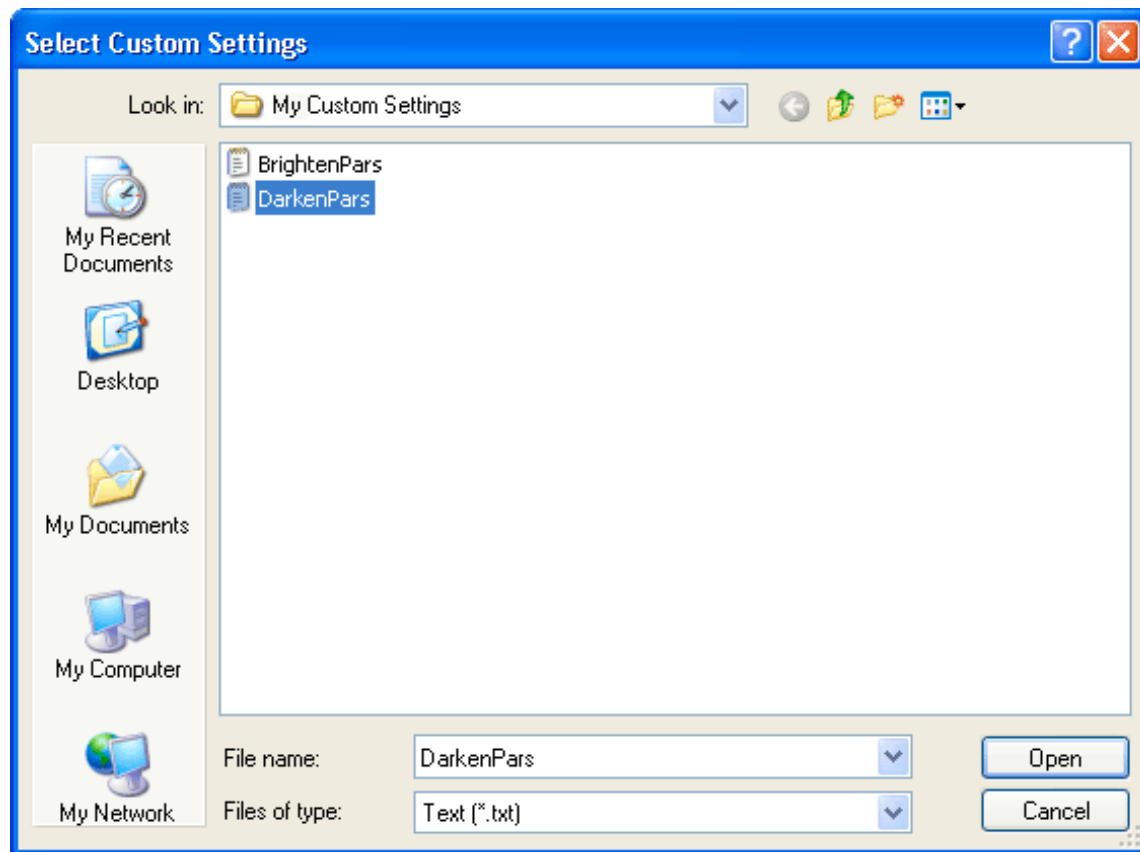 Select Custom Settings
Look in: My Custom Settings
BrightenPars
DarkenPars
My Recent
Documents
Desktop
My Documents
My Computer
My Network
File name: DarkenPars Open
Files of type: Text (*.txt) Cancel